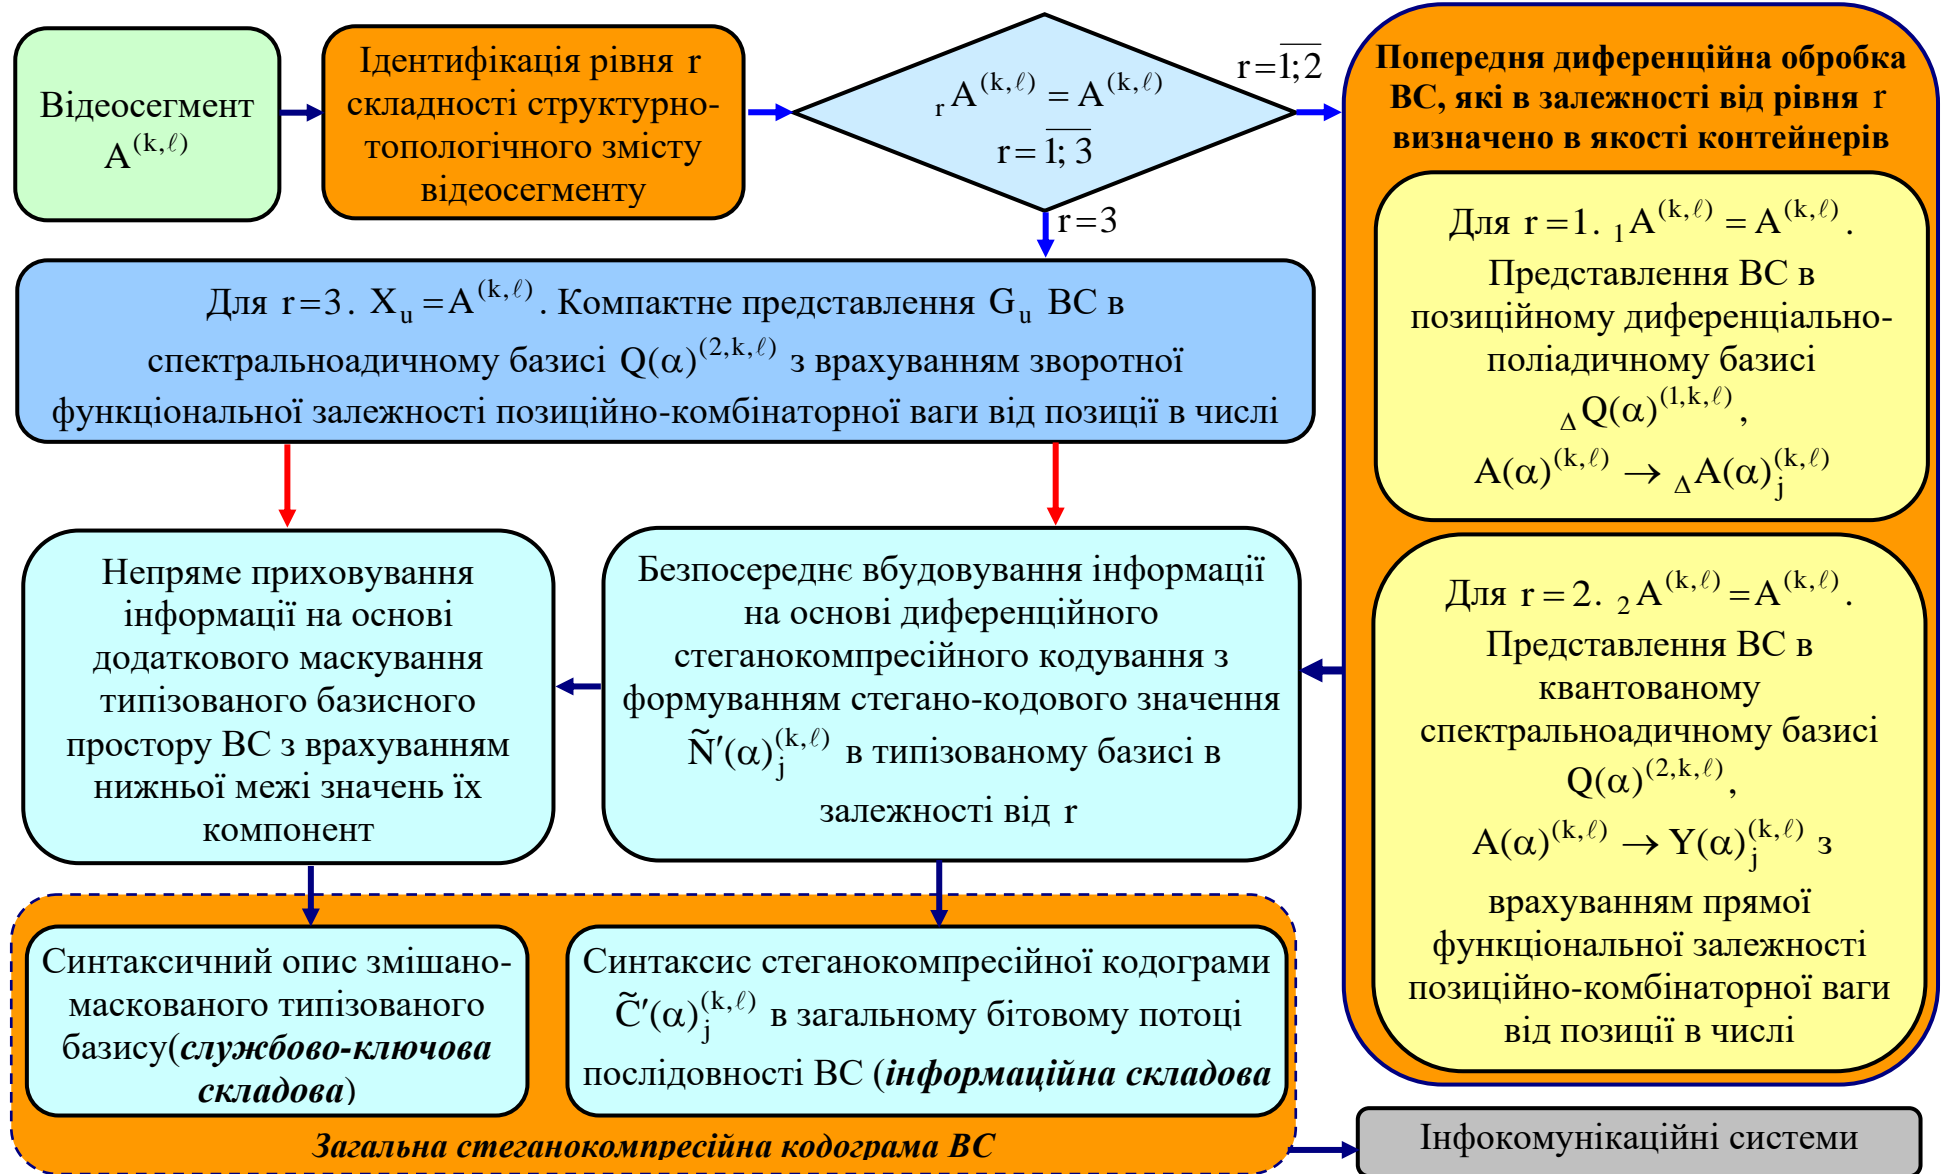 Відеосегмент
A^(k,ℓ)
Ідентифікація рівня r
складності структурно-
топологічного змісту
відеосегменту
_r A^(k,ℓ) = A^(k,ℓ)
r = 1; 3
r = 1;2
r = 3
Попередня диференційна обробка
ВС, які в залежності від рівня r
визначено в якості контейнерів
Для r = 1. ₁A^(k,ℓ) = A^(k,ℓ).
Представлення ВС в
позиційному диференціально-
поліадичному базисі
_Δ Q(α)^(1,k,ℓ),
A(α)^(k,ℓ) → _Δ A(α)_j^(k,ℓ)
Для r = 2. ₂A^(k,ℓ) = A^(k,ℓ).
Представлення ВС в
квантованому
спектральноадичному базисі
Q(α)^(2,k,ℓ),
A(α)^(k,ℓ) → Y(α)_j^(k,ℓ) з
врахуванням прямої
функціональної залежності
позиційно-комбінаторної ваги
від позиції в числі
Для r = 3. X_u = A^(k,ℓ). Компактне представлення G_u ВС в
спектральноадичному базисі Q(α)^(2,k,ℓ) з врахуванням зворотної
функціональної залежності позиційно-комбінаторної ваги від позиції в числі
Непряме приховування
інформації на основі
додаткового маскування
типізованого базисного
простору ВС з врахуванням
нижньої межі значень їх
компонент
Безпосереднє вбудовування інформації
на основі диференційного
стеганокомпресійного кодування з
формуванням стегано-кодового значення
Ñ′(α)_j^(k,ℓ) в типізованому базисі в
залежності від r
Синтаксичний опис змішано-
маскованого типізованого
базису(службово-ключова
складова)
Синтаксис стеганокомпресійної кодограми
C̃′(α)_j^(k,ℓ) в загальному бітовому потоці
послідовності ВС (інформаційна складова
Загальна стеганокомпресійна кодограма ВС
Інфокомунікаційні системи